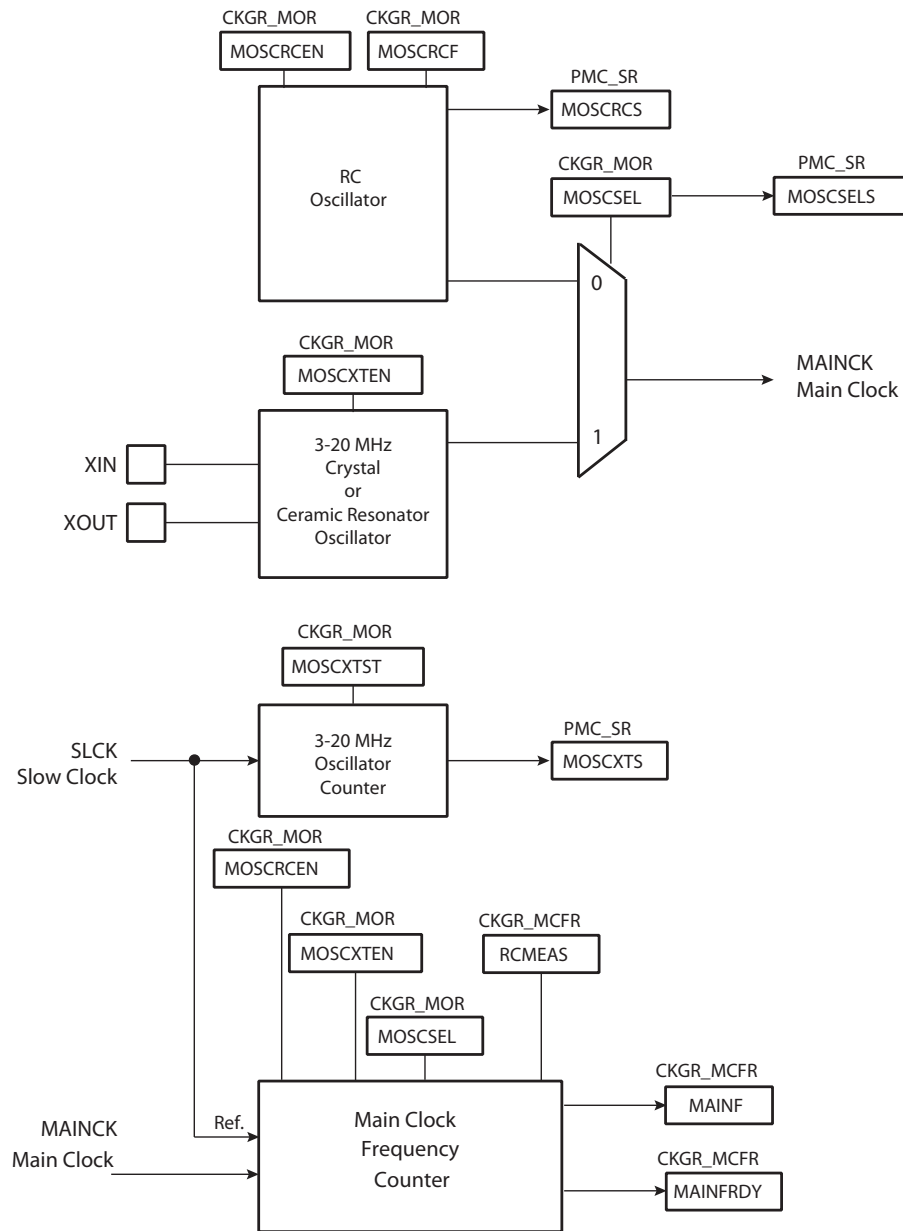 CKGR_MOR
CKGR_MOR
MOSCRCEN
MOSCRCF
PMC_SR
MOSCRCS
RC
Oscillator
CKGR_MOR
PMC_SR
MOSCSEL
MOSCSELS
0
CKGR_MOR
MOSCXTEN
MAINCK
Main Clock
3-20 MHz
Crystal
or
Ceramic Resonator
Oscillator
1
XIN
XOUT
CKGR_MOR
MOSCXTST
SLCK
Slow Clock
3-20 MHz
Oscillator
Counter
PMC_SR
MOSCXTS
CKGR_MOR
MOSCRCEN
CKGR_MOR
MOSCXTEN
CKGR_MCFR
RCMEAS
CKGR_MOR
MOSCSEL
Ref.
MAINCK
Main Clock
Main Clock
Frequency
Counter
CKGR_MCFR
MAINF
CKGR_MCFR
MAINFRDY